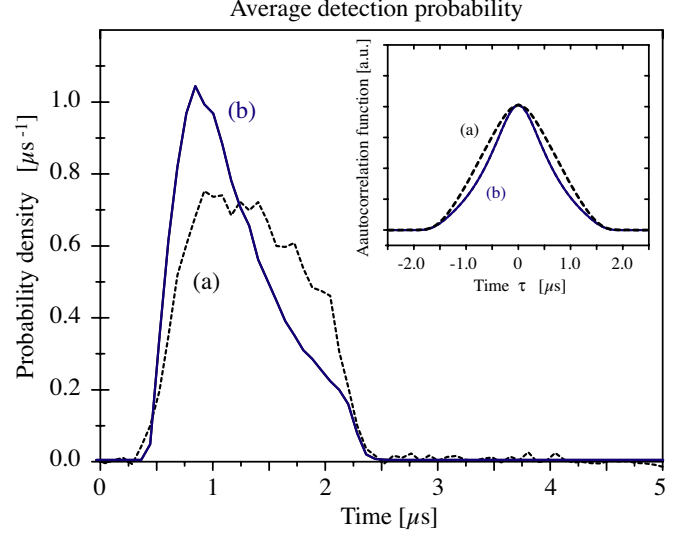 Average detection probability
Probability density [μs⁻¹]
1.0
0.8
0.6
0.4
0.2
0.0
(b)
(a)
0
1
2
3
4
5
Time [μs]
Aautocorrelation function [a.u.]
(a)
(b)
-2.0
-1.0
0
1.0
2.0
Time τ [μs]